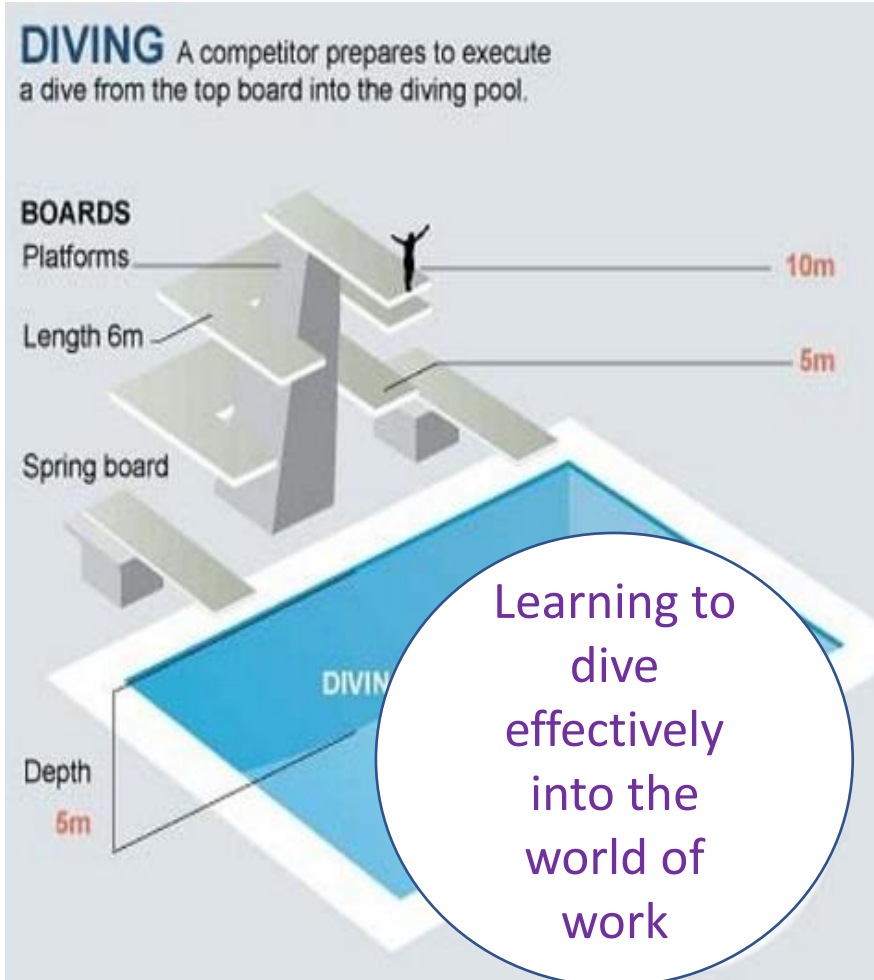 DIVING A competitor prepares to execute
a dive from the top board into the diving pool.
BOARDS
Platforms
10m
Length 6m
5m
Spring board
Learning to
dive
effectively
into the
world of
work
DIVIN
Depth
5m